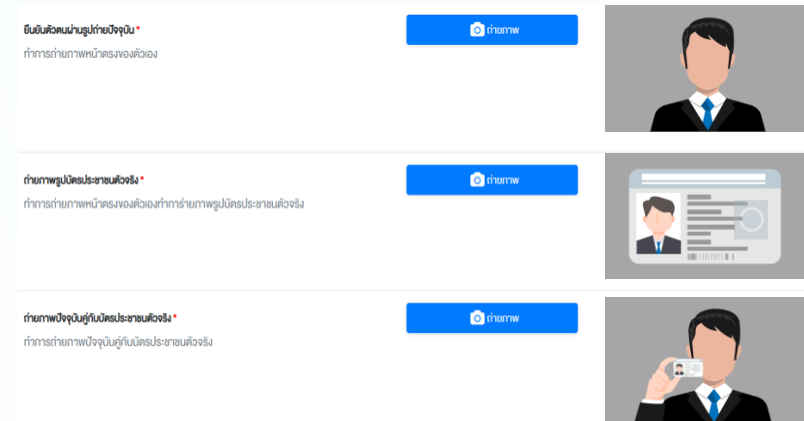 ยืนยันตัวตนผ่านรูปถ่ายปัจจุบัน *
ถ่ายภาพ
ทำการถ่ายภาพหน้าตรงของตัวเอง
ถ่ายภาพรูปบัตรประชาชนตัวจริง *
ถ่ายภาพ
ทำการถ่ายภาพหน้าตรงของตัวเองทำการ่ายภาพรูปบัตรประชาชนตัวจริง
ถ่ายภาพปัจจุบันคู่กับบัตรประชาชนตัวจริง *
ถ่ายภาพ
ทำการถ่ายภาพปัจจุบันคู่กับบัตรประชาชนตัวจริง